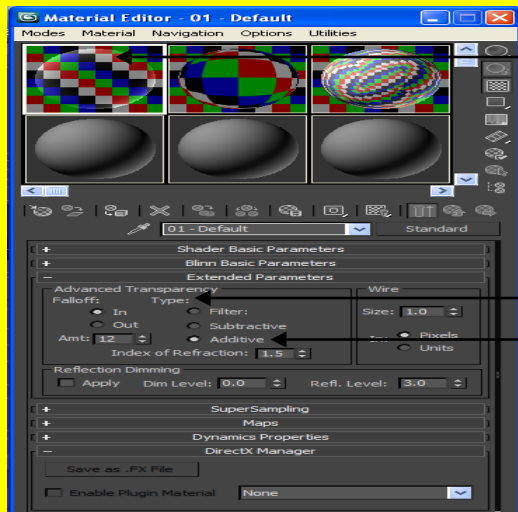 Material Editor - 01 - Default
Modes Material Navigation Options Utilities
01 - Default Standard
Shader Basic Parameters
Blinn Basic Parameters
Extended Parameters
Advanced Transparency Wire
Falloff: Type:
In Filter: Size: 1.0
Out Subtractive In: Pixels
Amt: 12 Additive Units
Index of Refraction: 1.5
Reflection Dimming
Apply Dim Level: 0.0 Refl. Level: 3.0
SuperSampling
Maps
Dynamics Properties
DirectX Manager
Save as .FX File
Enable Plugin Material None